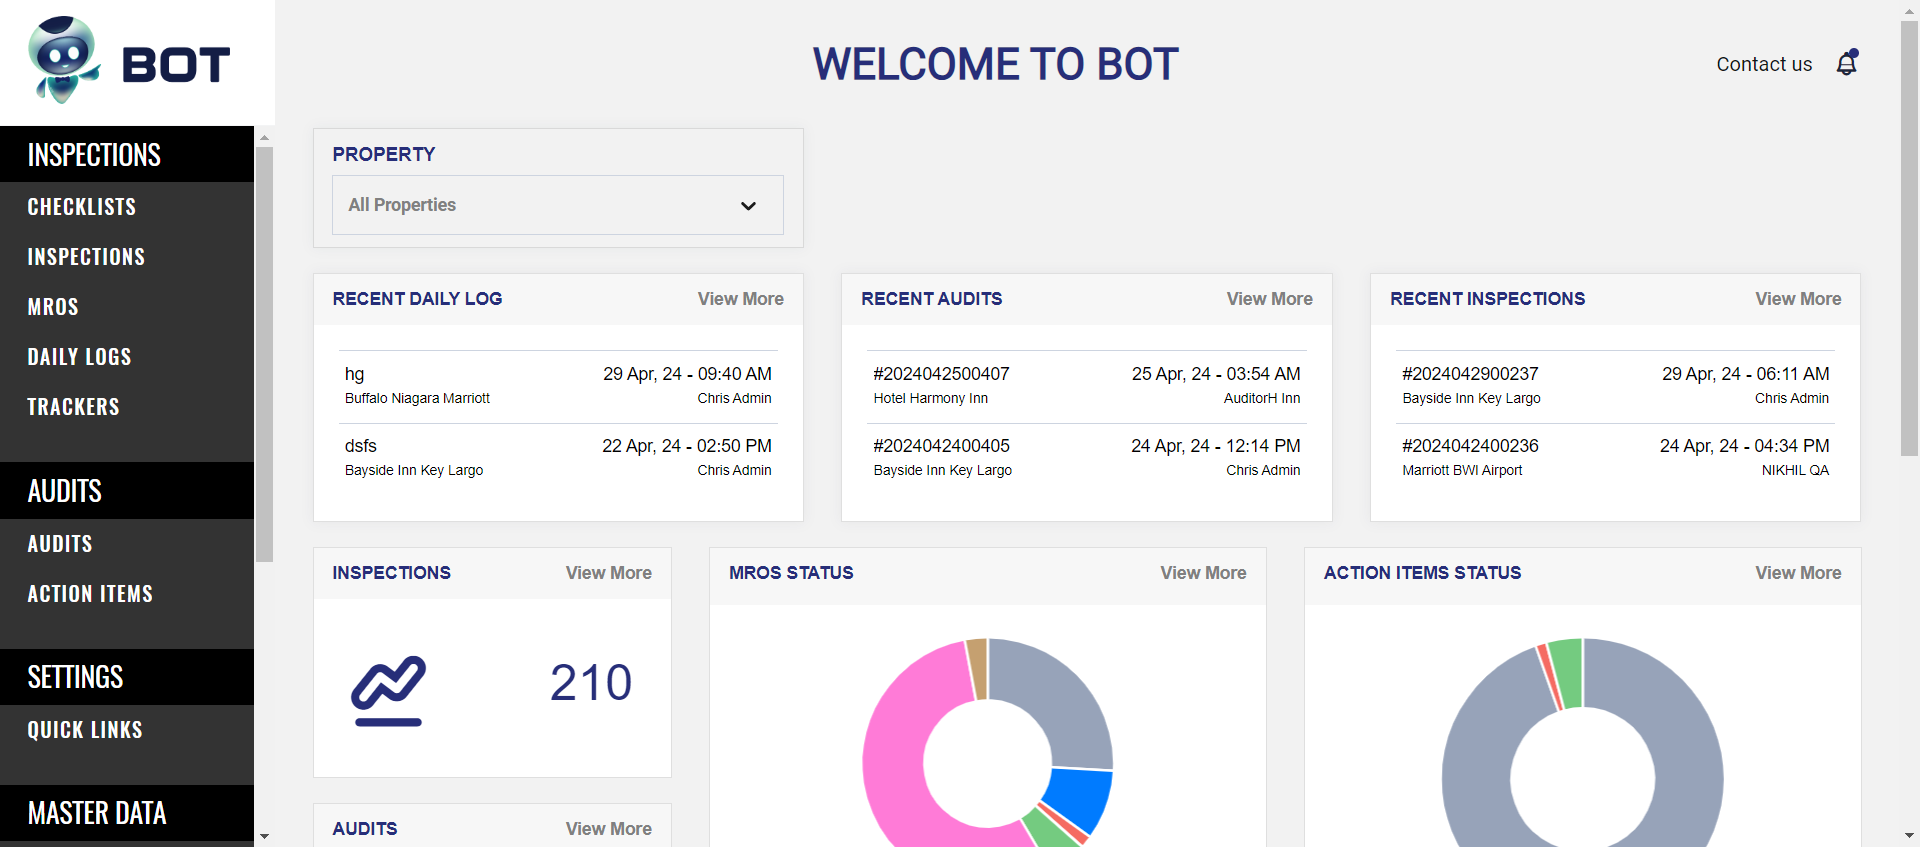 BOT
WELCOME TO BOT
Contact us
INSPECTIONS
CHECKLISTS
INSPECTIONS
MROS
DAILY LOGS
TRACKERS
AUDITS
AUDITS
ACTION ITEMS
SETTINGS
QUICK LINKS
MASTER DATA
PROPERTY
All Properties
RECENT DAILY LOG View More
hg 29 Apr, 24 - 09:40 AM
Buffalo Niagara Marriott Chris Admin
dsfs 22 Apr, 24 - 02:50 PM
Bayside Inn Key Largo Chris Admin
RECENT AUDITS View More
#2024042500407 25 Apr, 24 - 03:54 AM
Hotel Harmony Inn AuditorH Inn
#2024042400405 24 Apr, 24 - 12:14 PM
Bayside Inn Key Largo Chris Admin
RECENT INSPECTIONS View More
#2024042900237 29 Apr, 24 - 06:11 AM
Bayside Inn Key Largo Chris Admin
#2024042400236 24 Apr, 24 - 04:34 PM
Marriott BWI Airport NIKHIL QA
INSPECTIONS View More
210
MROS STATUS View More
ACTION ITEMS STATUS View More
AUDITS View More